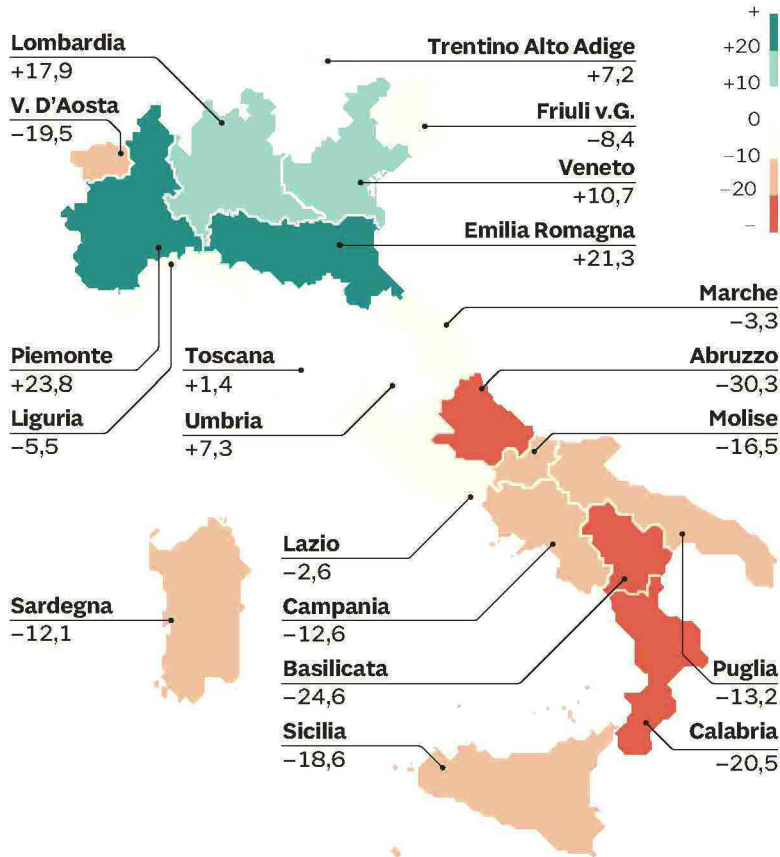 Lombardia
+17,9
V. D'Aosta
−19,5
Trentino Alto Adige
+7,2
Friuli v.G.
−8,4
Veneto
+10,7
Emilia Romagna
+21,3
+
+20
+10
0
−10
−20
−
Piemonte
+23,8
Liguria
−5,5
Toscana
+1,4
Umbria
+7,3
Marche
−3,3
Abruzzo
−30,3
Molise
−16,5
Lazio
−2,6
Campania
−12,6
Basilicata
−24,6
Sicilia
−18,6
Sardegna
−12,1
Puglia
−13,2
Calabria
−20,5